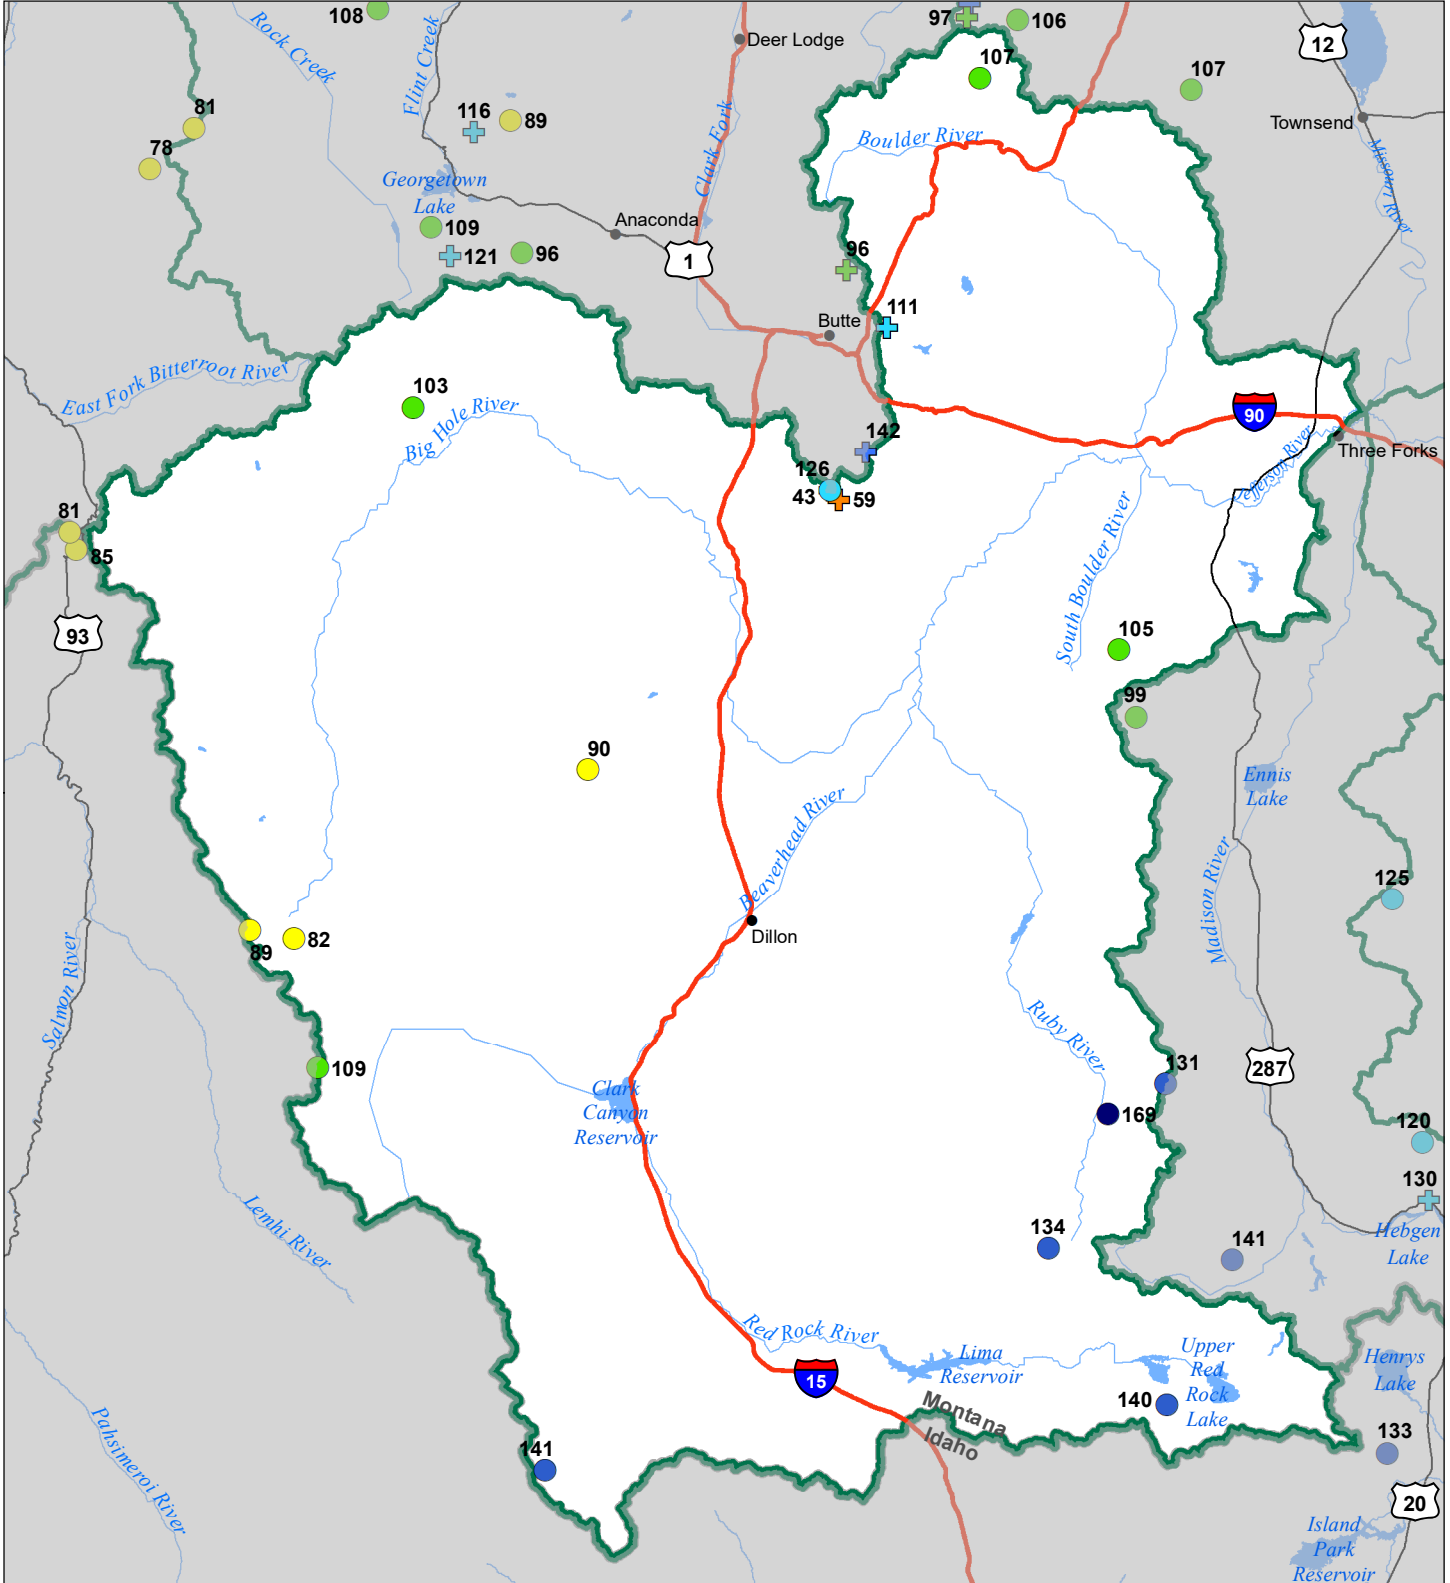 108
97
106
12
Deer Lodge
Rock Creek
Flint Creek
107
107
81
116
89
Townsend
Boulder River
Clark Fork
78
Missouri River
Georgetown
Lake
109
Anaconda
121
96
1
96
111
Butte
East Fork Bitterroot River
103
Big Hole River
90
142
Jefferson River
Three Forks
126
43
59
81
85
South Boulder River
93
105
99
90
Ennis
Lake
Beaverhead River
Madison River
125
Dillon
89
82
Salmon River
Ruby River
109
131
287
Clark
Canyon
Reservoir
169
120
130
Lemhi River
134
141
Hebgen
Lake
Red Rock River
Lima
Reservoir
Upper
Red
Rock
Lake
Henrys
Lake
15
140
Montana
Idaho
Pahsimeroi River
141
133
20
Island
Park
Reservoir